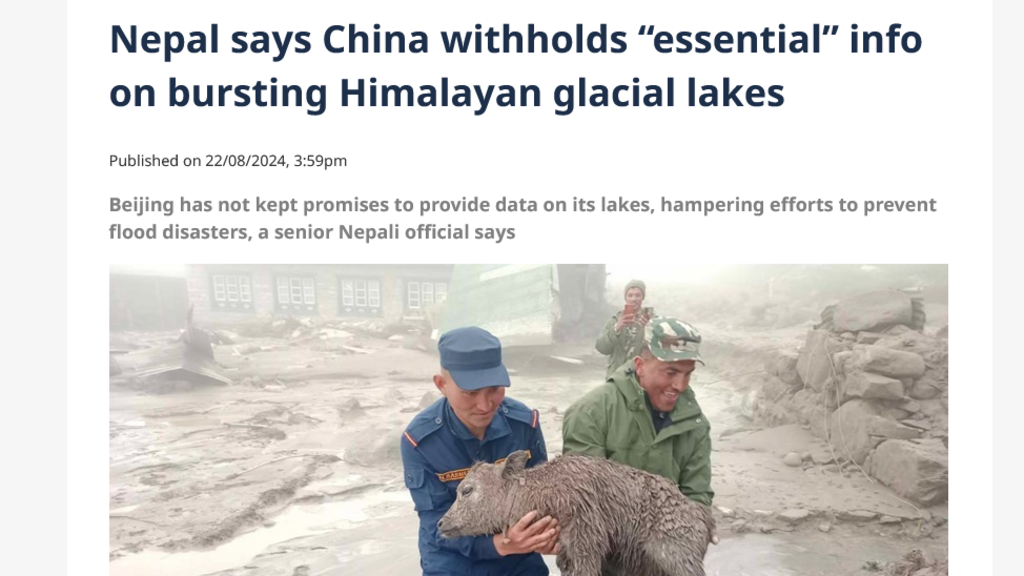 Nepal says China withholds “essential” info
on bursting Himalayan glacial lakes
Published on 22/08/2024, 3:59pm
Beijing has not kept promises to provide data on its lakes, hampering efforts to prevent
flood disasters, a senior Nepali official says